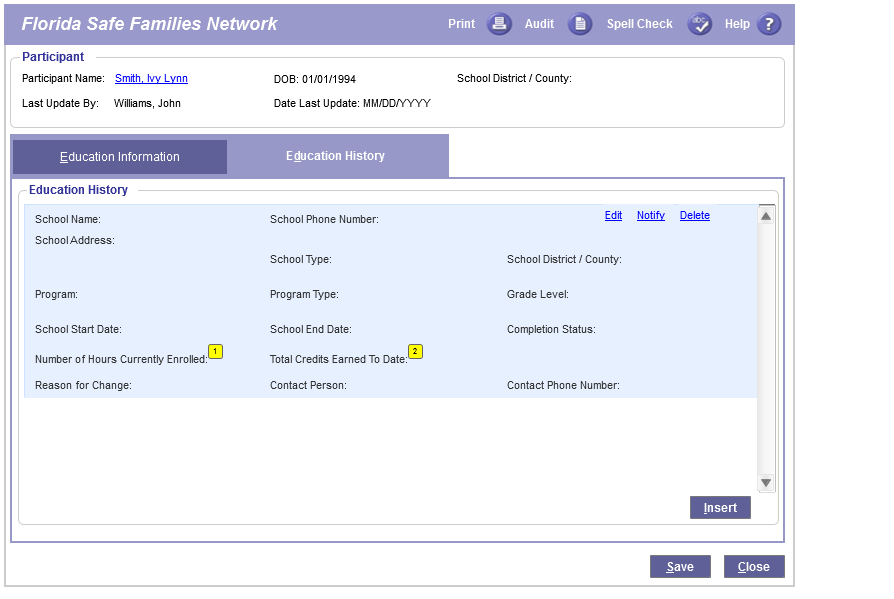 Florida Safe Families Network Print Audit Spell Check abc Help ?
Participant
Participant Name: Smith, Ivy Lynn DOB: 01/01/1994 School District / County:
Last Update By: Williams, John Date Last Update: MM/DD/YYYY
Education Information Education History
Education History
School Name: School Phone Number: Edit Notify Delete
School Address:
School Type: School District / County:
Program: Program Type: Grade Level:
School Start Date: School End Date: Completion Status:
Number of Hours Currently Enrolled: 1 Total Credits Earned To Date: 2
Reason for Change: Contact Person: Contact Phone Number:
Insert
Save Close